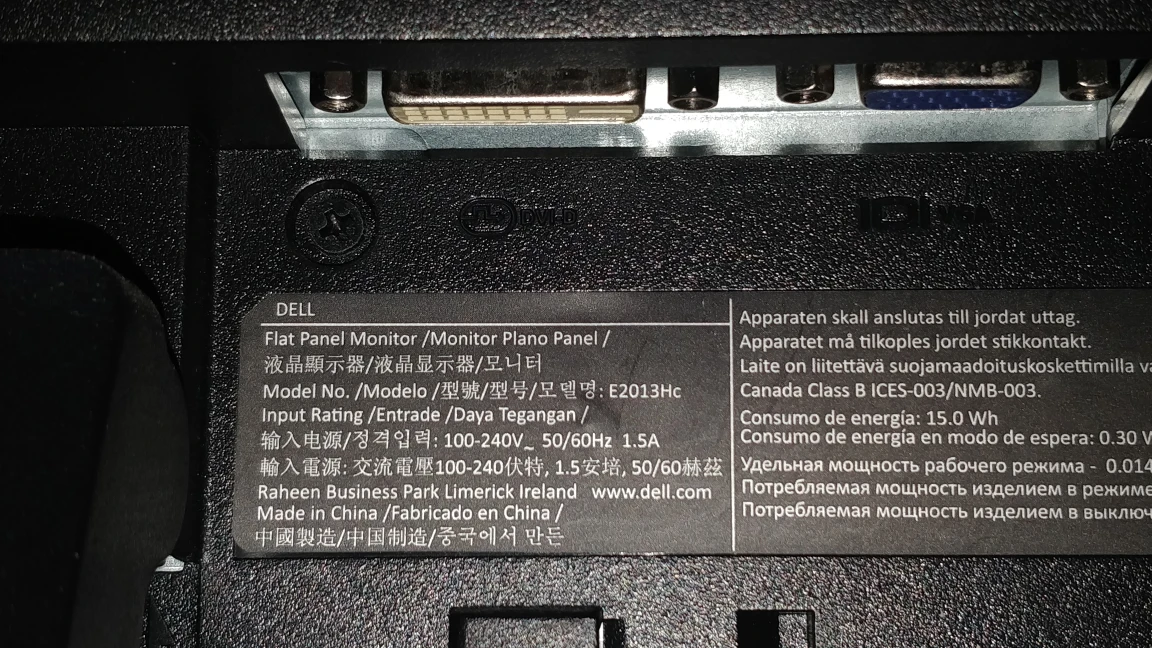 DVI-D
VGA
DELL
Flat Panel Monitor /Monitor Plano Panel /
液晶顯示器/液晶显示器/모니터
Model No. /Modelo /型號/型号/모델명: E2013Hc
Input Rating /Entrade /Daya Tegangan /
输入电源/정격입력: 100-240V~ 50/60Hz 1.5A
輸入電源: 交流電壓100-240伏特, 1.5安培, 50/60赫茲
Raheen Business Park Limerick Ireland www.dell.com
Made in China /Fabricado en China /
中國製造/中国制造/중국에서 만든
Apparaten skall anslutas till jordat uttag.
Apparatet må tilkoples jordet stikkontakt.
Laite on liitettävä suojamaadoituskoskettimilla va
Canada Class B ICES-003/NMB-003.
Consumo de energía: 15.0 Wh
Consumo de energía en modo de espera: 0.30 W
Удельная мощность рабочего режима - 0.014
Потребляемая мощность изделием в режиме
Потребляемая мощность изделием в выключ